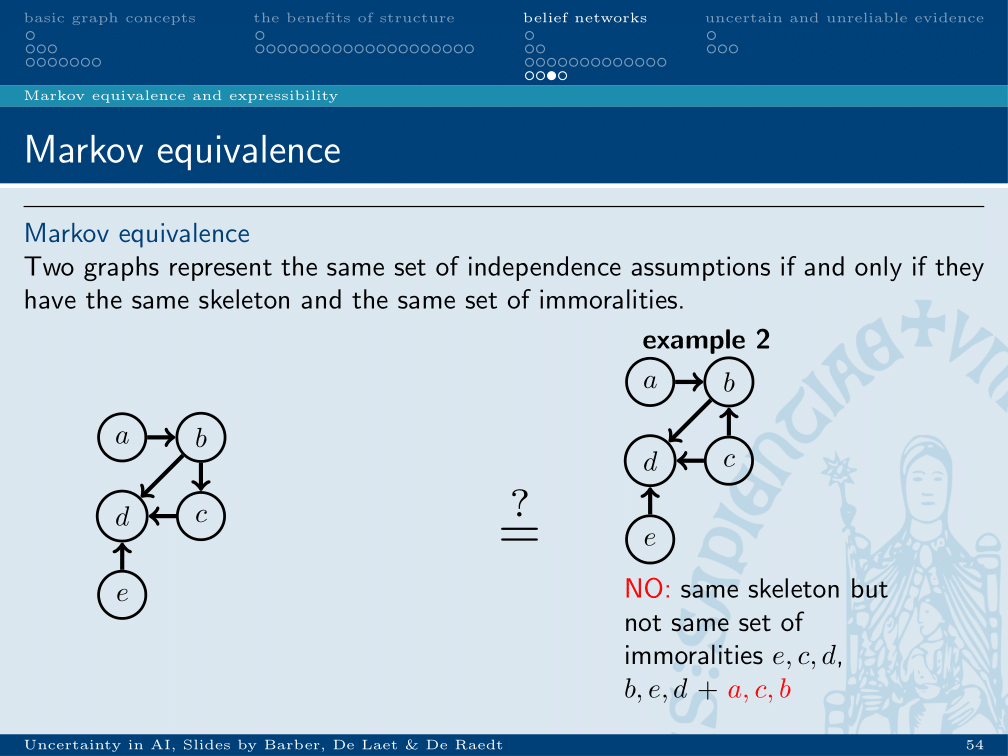 basic graph concepts the benefits of structure belief networks uncertain and unreliable evidence
Markov equivalence and expressibility
Markov equivalence
Markov equivalence
Two graphs represent the same set of independence assumptions if and only if they
have the same skeleton and the same set of immoralities.
example 2
a b
d c
e
?
=
a b
d c
e
NO: same skeleton but
not same set of
immoralities e, c, d,
b, e, d + a, c, b
Uncertainty in AI, Slides by Barber, De Laet & De Raedt 54